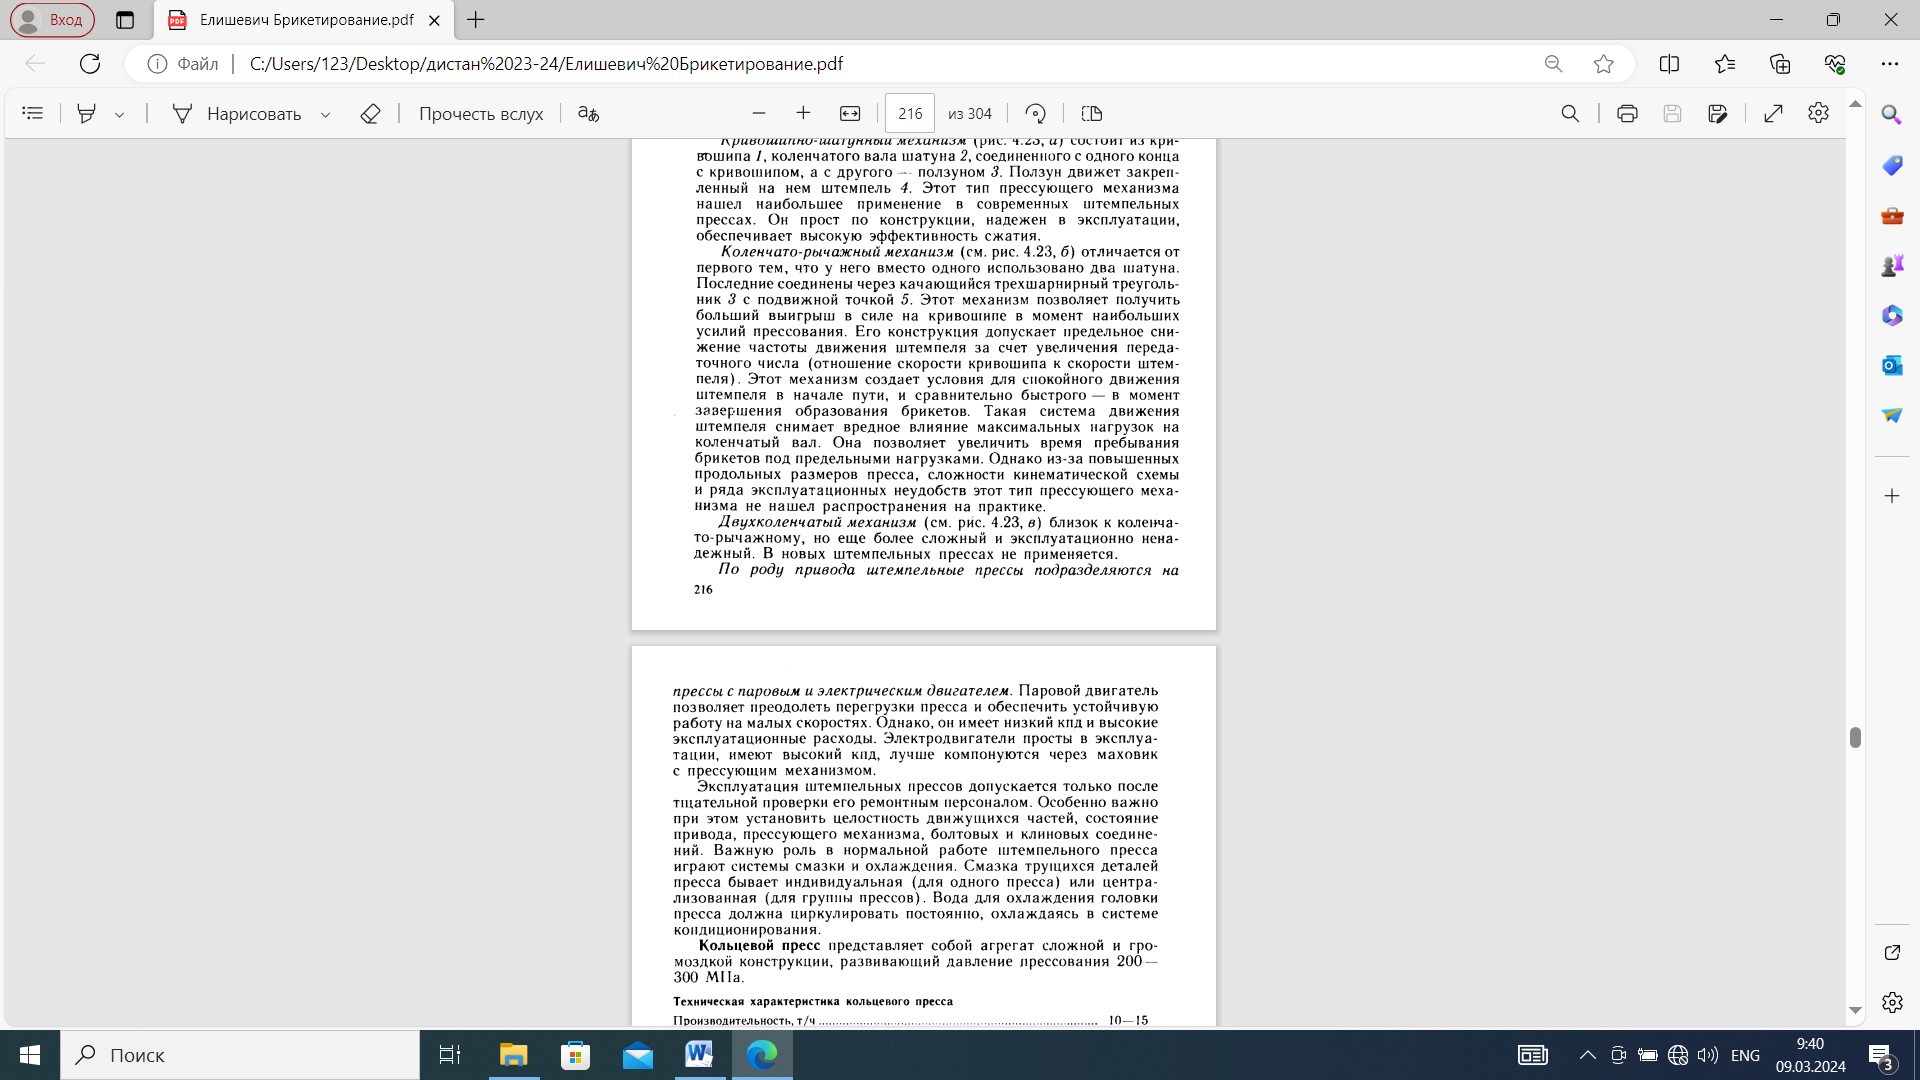 Вход
Елишевич Брикетирование.pdf
Файл
C:/Users/123/Desktop/дистан%2023-24/Елишевич%20Брикетирование.pdf
Нарисовать
Прочесть вслух
216 из 304
Кривошипно-шатунный механизм (рис. 4.23, а) состоит из кри-
вошипа 1, коленчатого вала шатуна 2, соединенного с одного конца
с кривошипом, а с другого — ползуном 3. Ползун движет закреп-
ленный на нем штемпель 4. Этот тип прессующего механизма
нашел наибольшее применение в современных штемпельных
прессах. Он прост по конструкции, надежен в эксплуатации,
обеспечивает высокую эффективность сжатия.
Коленчато-рычажный механизм (см. рис. 4.23, б) отличается от
первого тем, что у него вместо одного использовано два шатуна.
Последние соединены через качающийся трехшарнирный треуголь-
ник 3 с подвижной точкой 5. Этот механизм позволяет получить
больший выигрыш в силе на кривошипе в момент наибольших
усилий прессования. Его конструкция допускает предельное сни-
жение частоты движения штемпеля за счет увеличения переда-
точного числа (отношение скорости кривошипа к скорости штем-
пеля). Этот механизм создает условия для спокойного движения
штемпеля в начале пути, и сравнительно быстрого — в момент
завершения образования брикетов. Такая система движения
штемпеля снимает вредное влияние максимальных нагрузок на
коленчатый вал. Она позволяет увеличить время пребывания
брикетов под предельными нагрузками. Однако из-за повышенных
продольных размеров пресса, сложности кинематической схемы
и ряда эксплуатационных неудобств этот тип прессующего меха-
низма не нашел распространения на практике.
Двухколенчатый механизм (см. рис. 4.23, в) близок к коленча-
то-рычажному, но еще более сложный и эксплуатационно нена-
дежный. В новых штемпельных прессах не применяется.
По роду привода штемпельные прессы подразделяются на
216
прессы с паровым и электрическим двигателем. Паровой двигатель
позволяет преодолеть перегрузки пресса и обеспечить устойчивую
работу на малых скоростях. Однако, он имеет низкий кпд и высокие
эксплуатационные расходы. Электродвигатели просты в эксплуа-
тации, имеют высокий кпд, лучше компонуются через маховик
с прессующим механизмом.
Эксплуатация штемпельных прессов допускается только после
тщательной проверки его ремонтным персоналом. Особенно важно
при этом установить целостность движущихся частей, состояние
привода, прессующего механизма, болтовых и клиновых соедине-
ний. Важную роль в нормальной работе штемпельного пресса
играют системы смазки и охлаждения. Смазка трущихся деталей
пресса бывает индивидуальная (для одного пресса) или центра-
лизованная (для группы прессов). Вода для охлаждения головки
пресса должна циркулировать постоянно, охлаждаясь в системе
кондиционирования.
Кольцевой пресс представляет собой агрегат сложной и гро-
моздкой конструкции, развивающий давление прессования 200—
300 МПа.
Техническая характеристика кольцевого пресса
Производительность, т/ч .......... 10—15
Поиск
ENG
9:40
09.03.2024
3